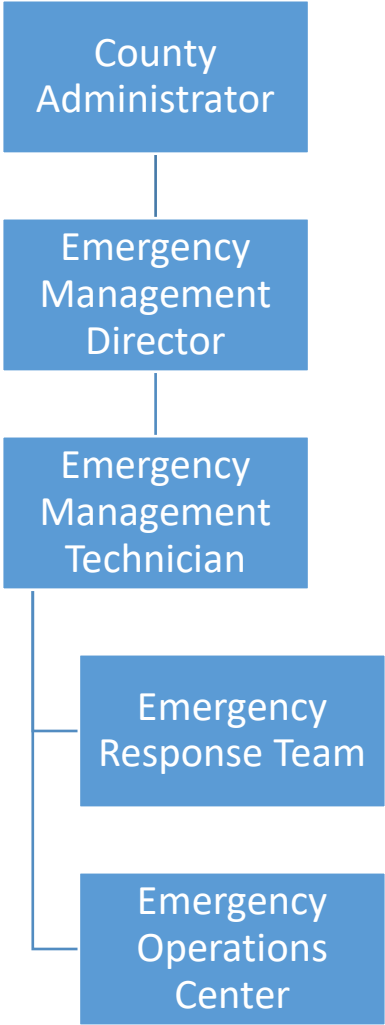 County
Administrator
Emergency
Management
Director
Emergency
Management
Technician
Emergency
Response Team
Emergency
Operations
Center